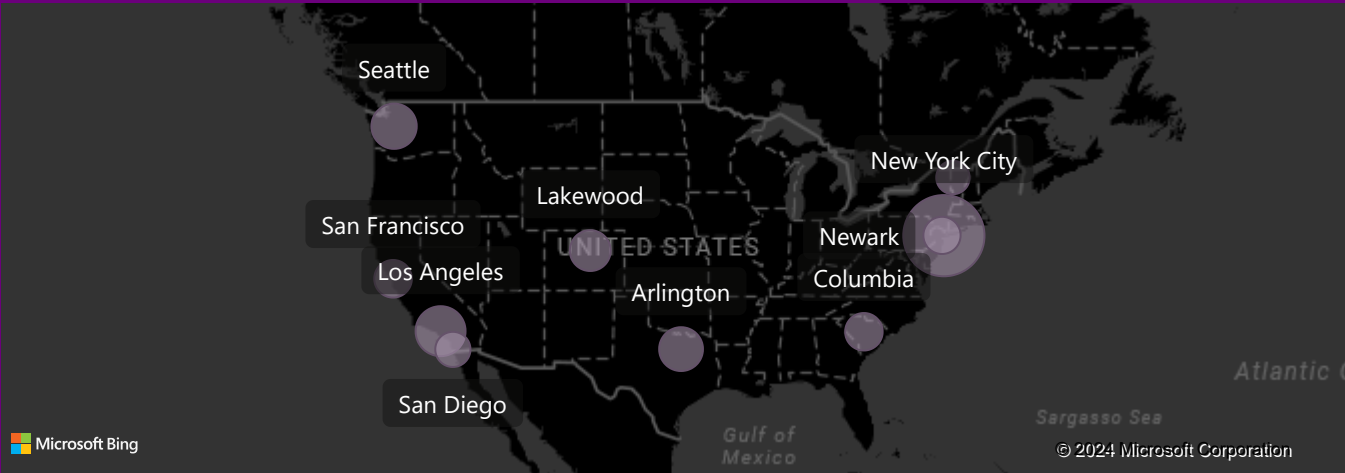 Seattle
New York City
Lakewood
San Francisco
Newark
UNITED STATES
Los Angeles
Columbia
Arlington
Atlantic
San Diego
Sargasso Sea
Gulf of
Mexico
Microsoft Bing
© 2024 Microsoft Corporation